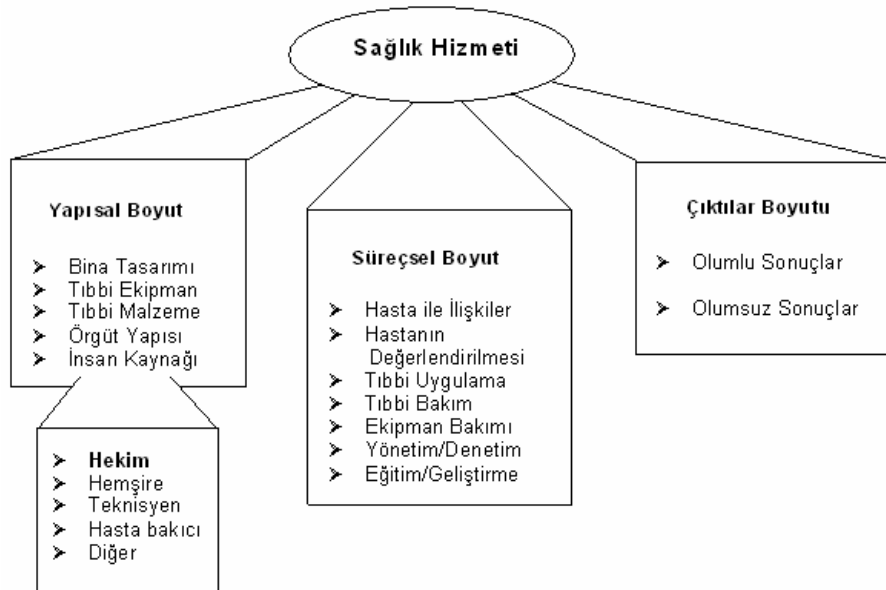 Sağlık Hizmeti
Yapısal Boyut
Bina Tasarımı
Tıbbi Ekipman
Tıbbi Malzeme
Örgüt Yapısı
İnsan Kaynağı
Hekim
Hemşire
Teknisyen
Hasta bakıcı
Diğer
Süreçsel Boyut
Hasta ile İlişkiler
Hastanın
Değerlendirilmesi
Tıbbi Uygulama
Tıbbi Bakım
Ekipman Bakımı
Yönetim/Denetim
Eğitim/Geliştirme
Çıktılar Boyutu
Olumlu Sonuçlar
Olumsuz Sonuçlar